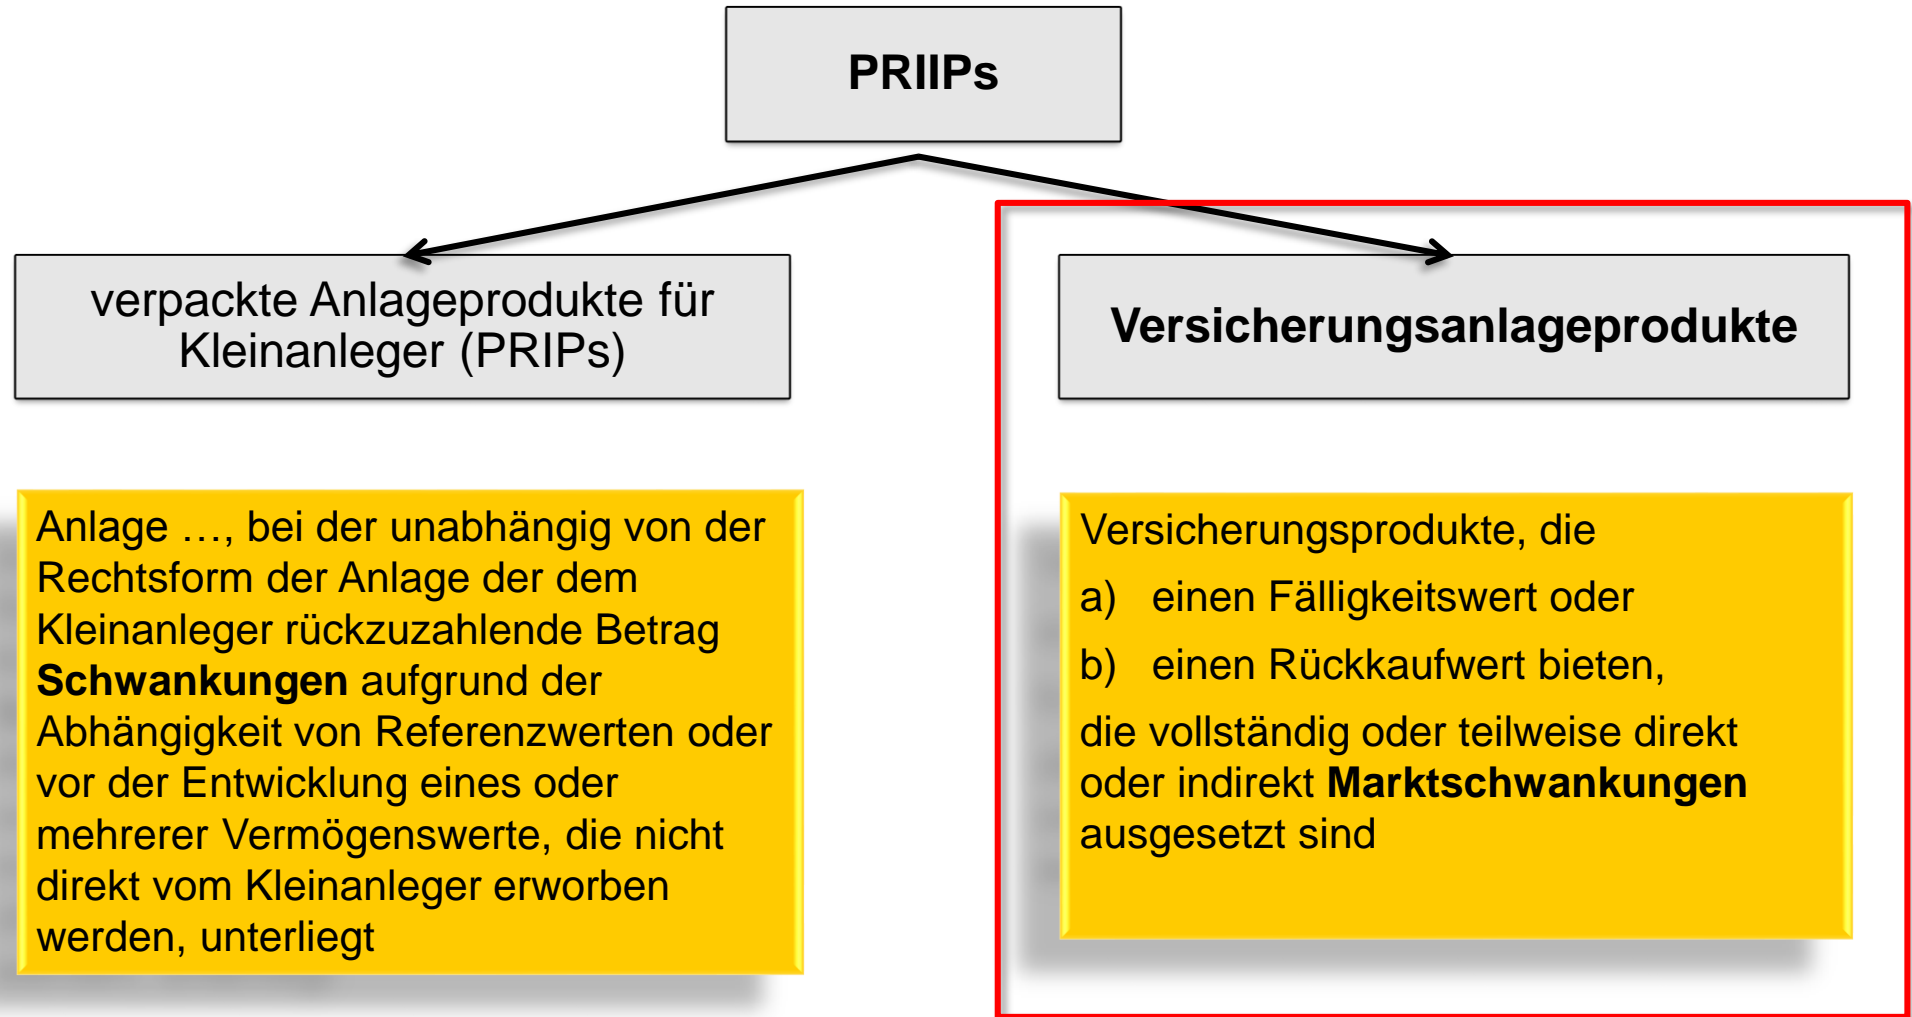 PRIIPs
verpackte Anlageprodukte für
Kleinanleger (PRIPs)
Versicherungsanlageprodukte
Anlage …, bei der unabhängig von der
Rechtsform der Anlage der dem
Kleinanleger rückzuzahlende Betrag
Schwankungen aufgrund der
Abhängigkeit von Referenzwerten oder
vor der Entwicklung eines oder
mehrerer Vermögenswerte, die nicht
direkt vom Kleinanleger erworben
werden, unterliegt
Versicherungsprodukte, die
a) einen Fälligkeitswert oder
b) einen Rückkaufwert bieten,
die vollständig oder teilweise direkt
oder indirekt Marktschwankungen
ausgesetzt sind